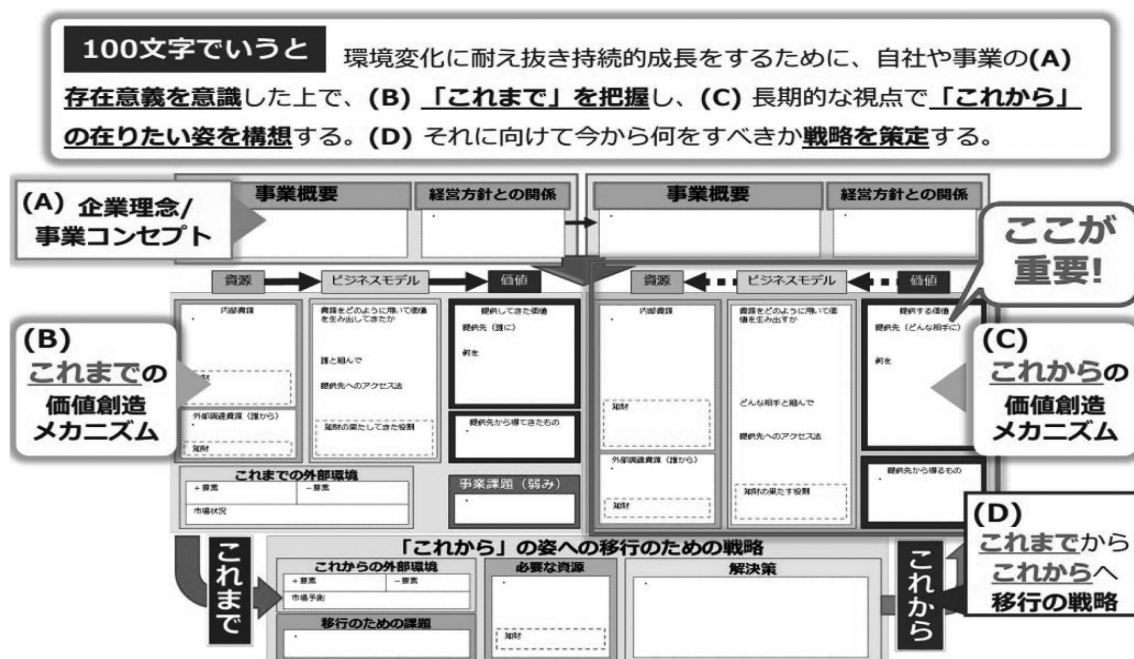 100文字でいうと 環境変化に耐え抜き持続的成長をするために、自社や事業の(A)
存在意義を意識した上で、(B) 「これまで」を把握し、(C) 長期的な視点で「これから」
の在りたい姿を構想する。(D) それに向けて今から何をすべきか戦略を策定する。
(A) 企業理念/
事業コンセプト
事業概要
経営方針との関係
事業概要
経営方針との関係
ここが
重要!
資源
ビジネスモデル
価値
資源
ビジネスモデル
価値
(B)
これまでの
価値創造
メカニズム
内部資源
知財
外部調達資源(誰から)
知財
資源をどのように用いて価
値を生み出してきたか
誰と組んで
提供先へのアクセス法
知財の果たしてきた役割
提供してきた価値
提供先(誰に)
何を
提供先から得てきたもの
これまでの外部環境
+要素
-要素
市場状況
事業課題(弱み)
内部資源
知財
外部調達資源(誰から)
知財
資源をどのように用いて価
値を生み出すか
どんな相手と組んで
提供先へのアクセス法
知財の果たす役割
提供する価値
提供先(どんな相手に)
何を
提供先から得るもの
(C)
これからの
価値創造
メカニズム
(D)
これまでから
これからへ
移行の戦略
これまで
「これから」の姿への移行のための戦略
これからの外部環境
+要素
-要素
市場予測
移行のための課題
必要な資源
知財
解決策
これから